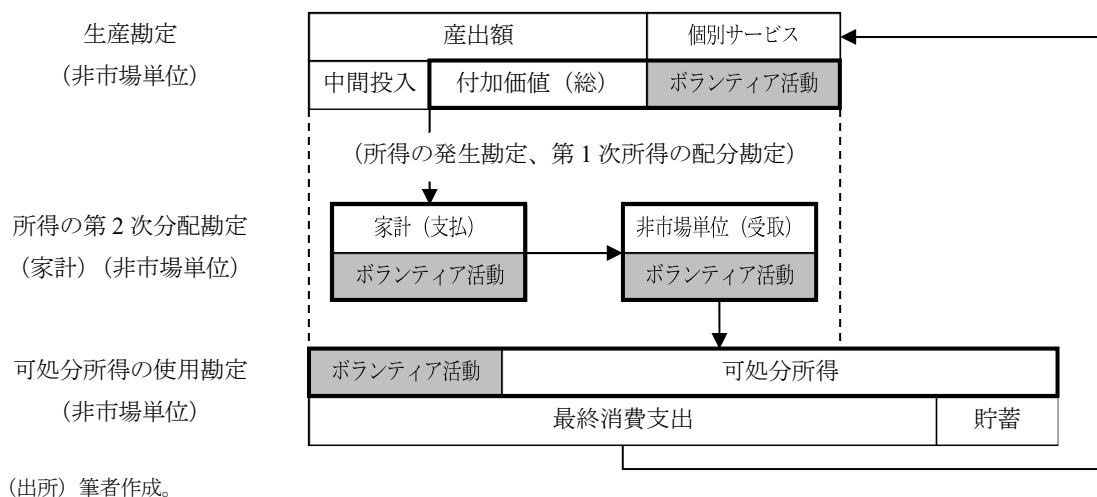 生産勘定
（非市場単位）
産出額
個別サービス
中間投入
付加価値（総）
ボランティア活動
（所得の発生勘定、第1次所得の配分勘定）
所得の第2次分配勘定
（家計）（非市場単位）
家計（支払）
ボランティア活動
非市場単位（受取）
ボランティア活動
可処分所得の使用勘定
（非市場単位）
ボランティア活動
可処分所得
最終消費支出
貯蓄
（出所）筆者作成。